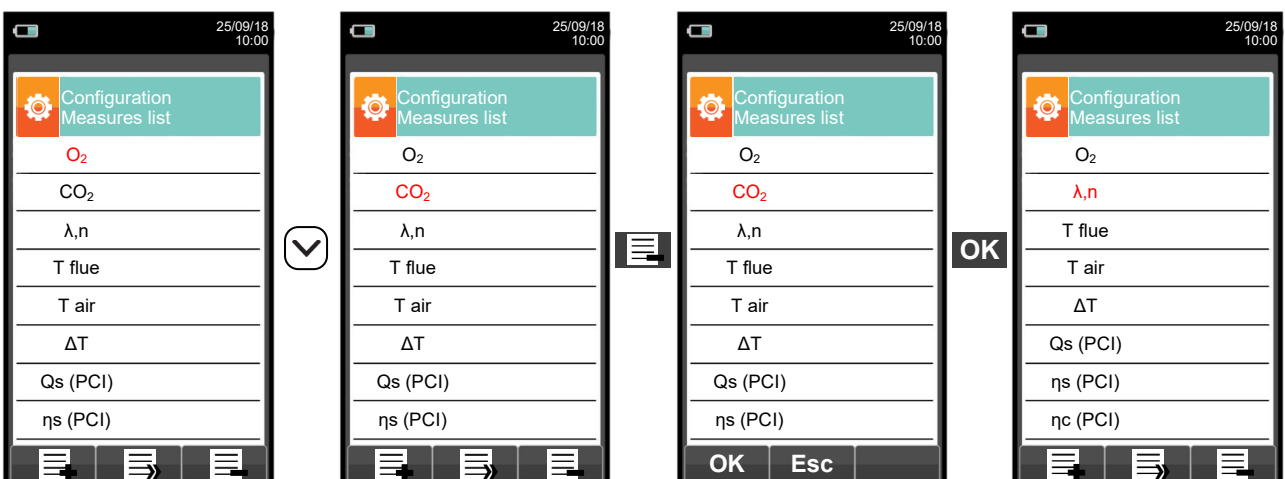 25/09/18
10:00
Configuration
Measures list
O₂
CO₂
λ,n
T flue
T air
ΔT
Qs (PCI)
ηs (PCI)
25/09/18
10:00
Configuration
Measures list
O₂
CO₂
λ,n
T flue
T air
ΔT
Qs (PCI)
ηs (PCI)
25/09/18
10:00
Configuration
Measures list
O₂
CO₂
λ,n
T flue
T air
ΔT
Qs (PCI)
ηs (PCI)
OK Esc
OK
25/09/18
10:00
Configuration
Measures list
O₂
λ,n
T flue
T air
ΔT
Qs (PCI)
ηs (PCI)
ηc (PCI)